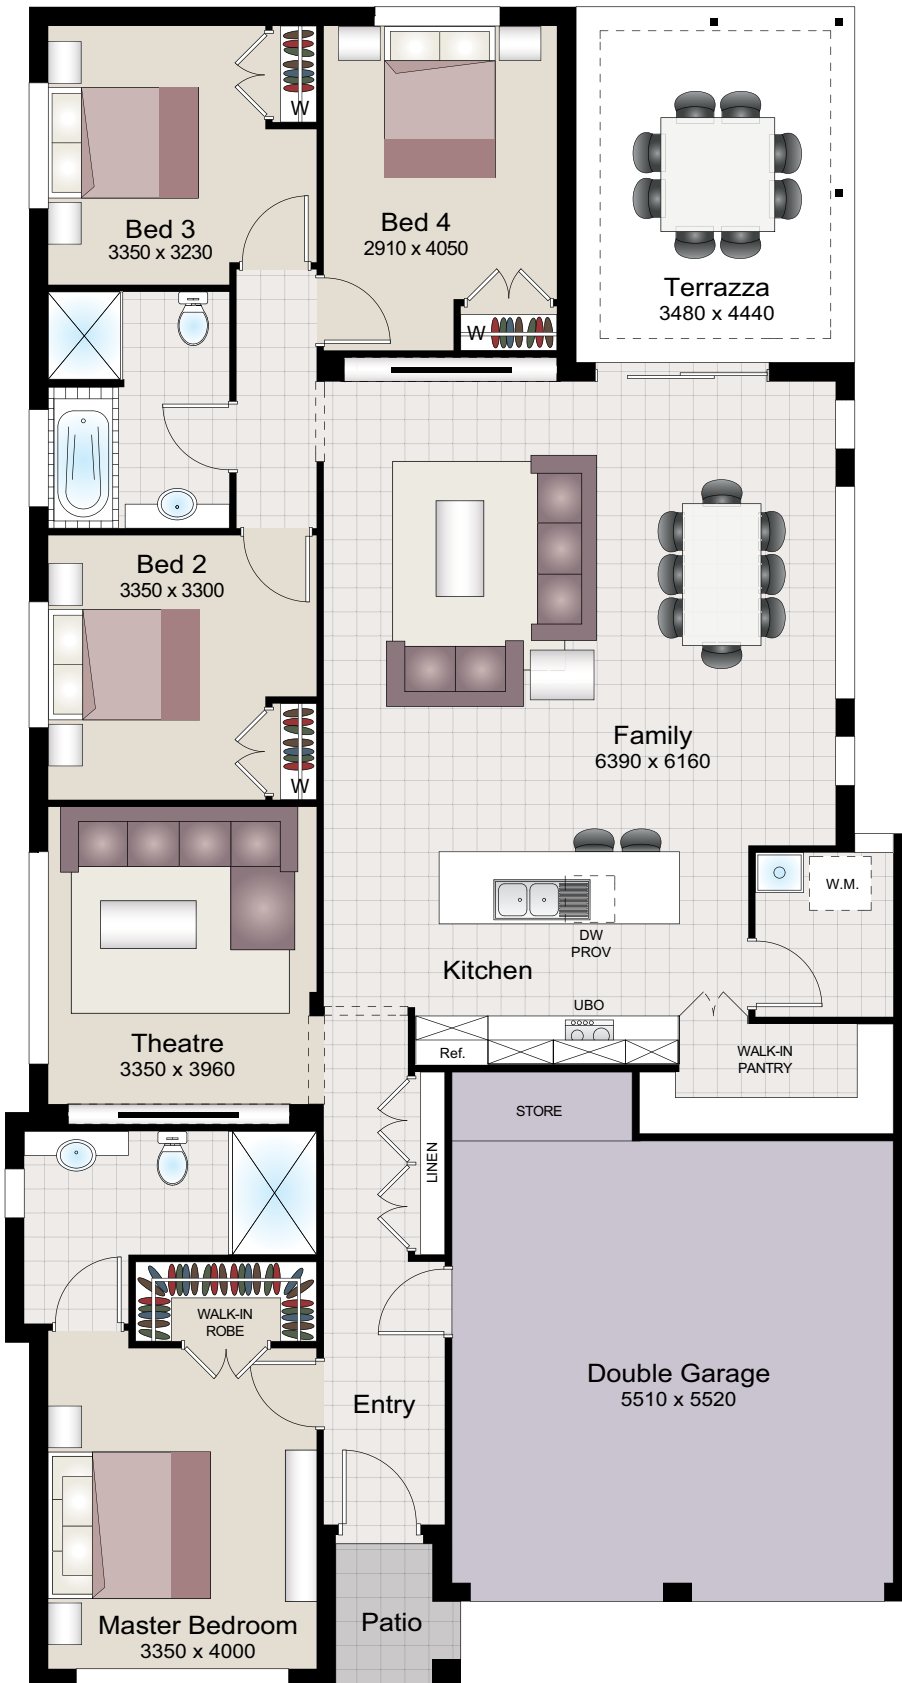 W
Bed 3
3350 x 3230
Bed 4
2910 x 4050
W
Terrazza
3480 x 4440
Bed 2
3350 x 3300
W
Family
6390 x 6160
W.M.
DW
PROV
Kitchen
UBO
Ref.
WALK-IN
PANTRY
Theatre
3350 x 3960
STORE
LINEN
WALK-IN
ROBE
Entry
Double Garage
5510 x 5520
Master Bedroom
3350 x 4000
Patio